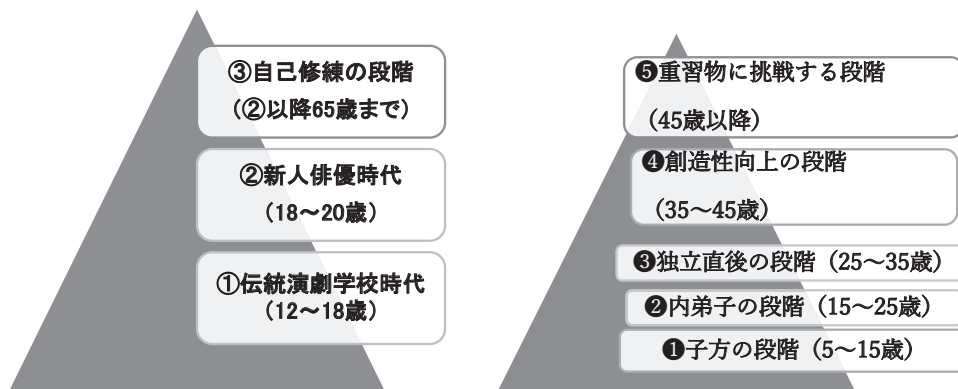 ③自己修練の段階
（②以降65歳まで）
②新人俳優時代
（18～20歳）
①伝統演劇学校時代
（12～18歳）
❺重習物に挑戦する段階
（45歳以降）
❹創造性向上の段階
（35～45歳）
❸独立直後の段階（25～35歳）
❷内弟子の段階（15～25歳）
❶子方の段階（5～15歳）